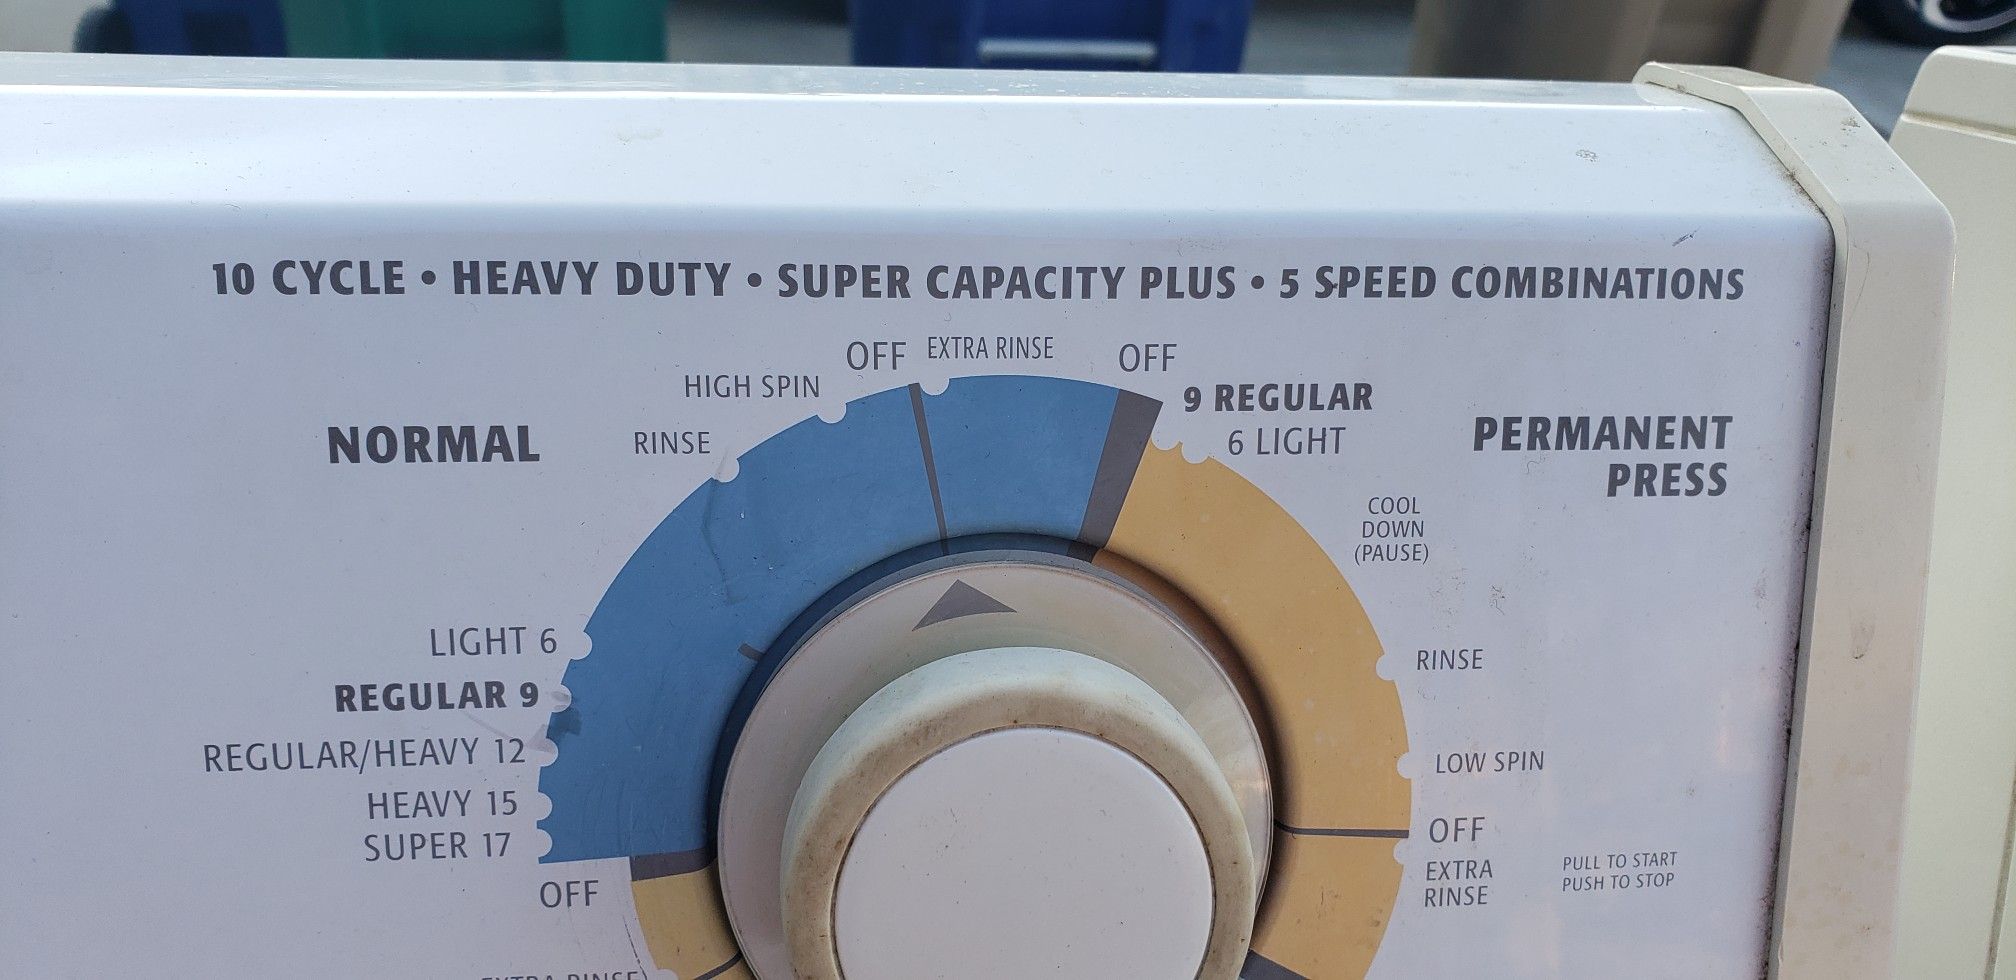 10 CYCLE • HEAVY DUTY • SUPER CAPACITY PLUS • 5 SPEED COMBINATIONS
OFF
EXTRA RINSE
OFF
HIGH SPIN
9 REGULAR
NORMAL
RINSE
6 LIGHT
PERMANENT
PRESS
COOL
DOWN
(PAUSE)
LIGHT 6
RINSE
REGULAR 9
REGULAR/HEAVY 12
LOW SPIN
HEAVY 15
OFF
SUPER 17
EXTRA
RINSE
PULL TO START
PUSH TO STOP
OFF
EXTRA RINSE)